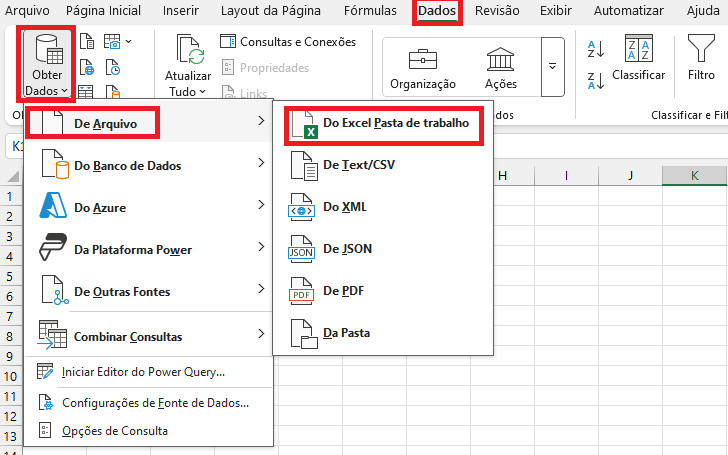 Arquivo Página Inicial Inserir Layout da Página Fórmulas Dados Revisão Exibir Automatizar Ajuda
Obter
Dados
Atualizar
Tudo
Consultas e Conexões
Propriedades
Links
Organização
Ações
Classificar
Filtro
dos
Classificar e Filt
De Arquivo
Do Banco de Dados
Do Azure
Da Plataforma Power
De Outras Fontes
Combinar Consultas
Iniciar Editor do Power Query...
Configurações de Fonte de Dados...
Opções de Consulta
Do Excel Pasta de trabalho
De Text/CSV
Do XML
De JSON
JSON
De PDF
PDF
Da Pasta
H I J K
1
2
3
4
5
6
7
8
9
10
11
12
13